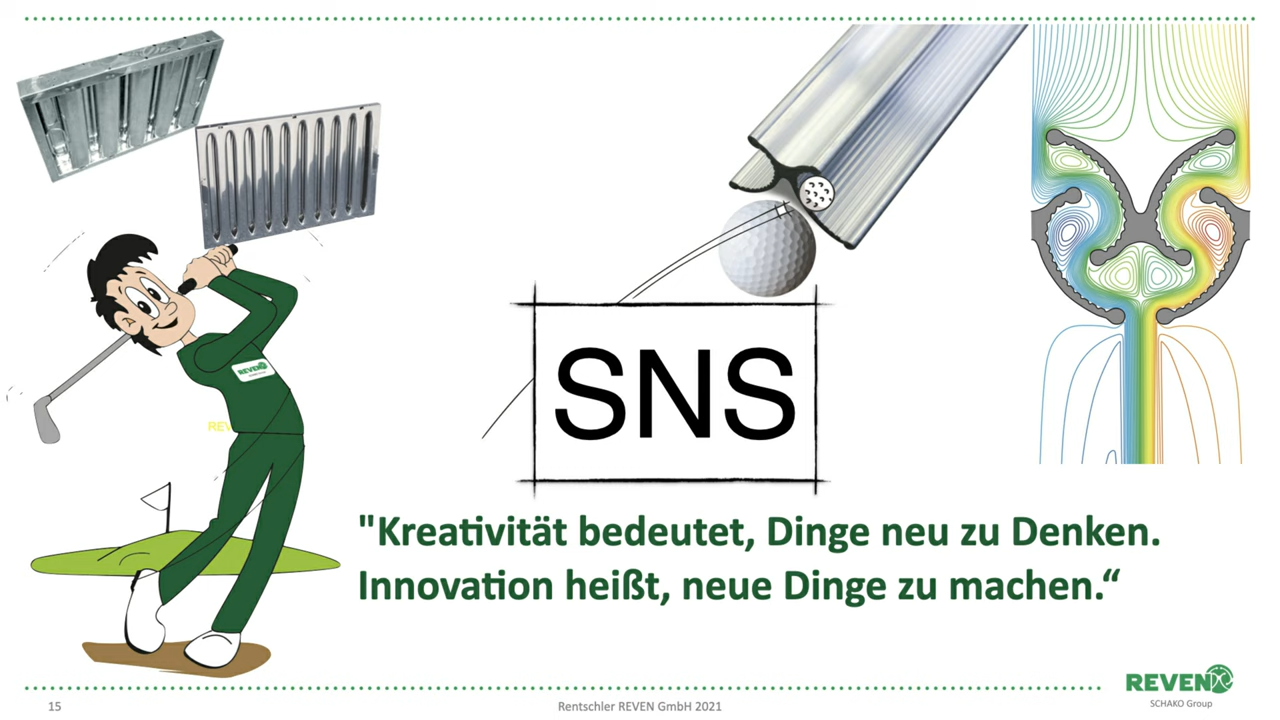 REVEN
REV
SNS
"Kreativität bedeutet, Dinge neu zu Denken.
Innovation heißt, neue Dinge zu machen.“
15
Rentschler REVEN GmbH 2021
REVEN
SCHAKO Group